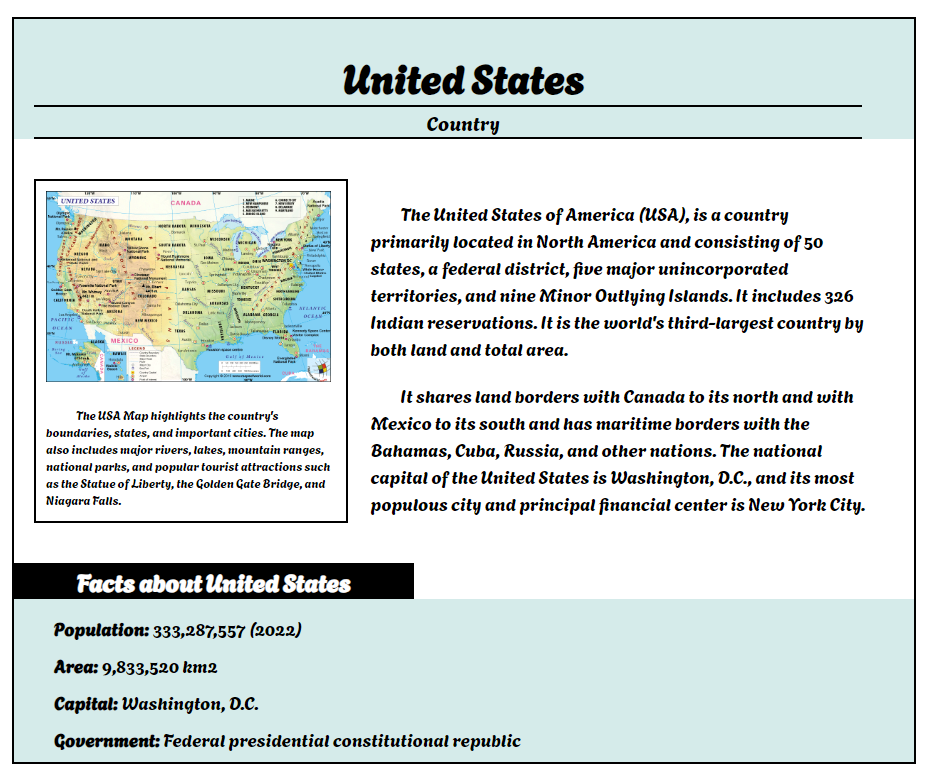 United States
Country
UNITED STATES
CANADA
MEXICO
PACIFIC
OCEAN
ATLANTIC
OCEAN
LEGEND
The USA Map highlights the country's
boundaries, states, and important cities. The map
also includes major rivers, lakes, mountain ranges,
national parks, and popular tourist attractions such
as the Statue of Liberty, the Golden Gate Bridge, and
Niagara Falls.
The United States of America (USA), is a country
primarily located in North America and consisting of 50
states, a federal district, five major unincorporated
territories, and nine Minor Outlying Islands. It includes 326
Indian reservations. It is the world's third-largest country by
both land and total area.
It shares land borders with Canada to its north and with
Mexico to its south and has maritime borders with the
Bahamas, Cuba, Russia, and other nations. The national
capital of the United States is Washington, D.C., and its most
populous city and principal financial center is New York City.
Facts about United States
Population: 333,287,557 (2022)
Area: 9,833,520 km2
Capital: Washington, D.C.
Government: Federal presidential constitutional republic